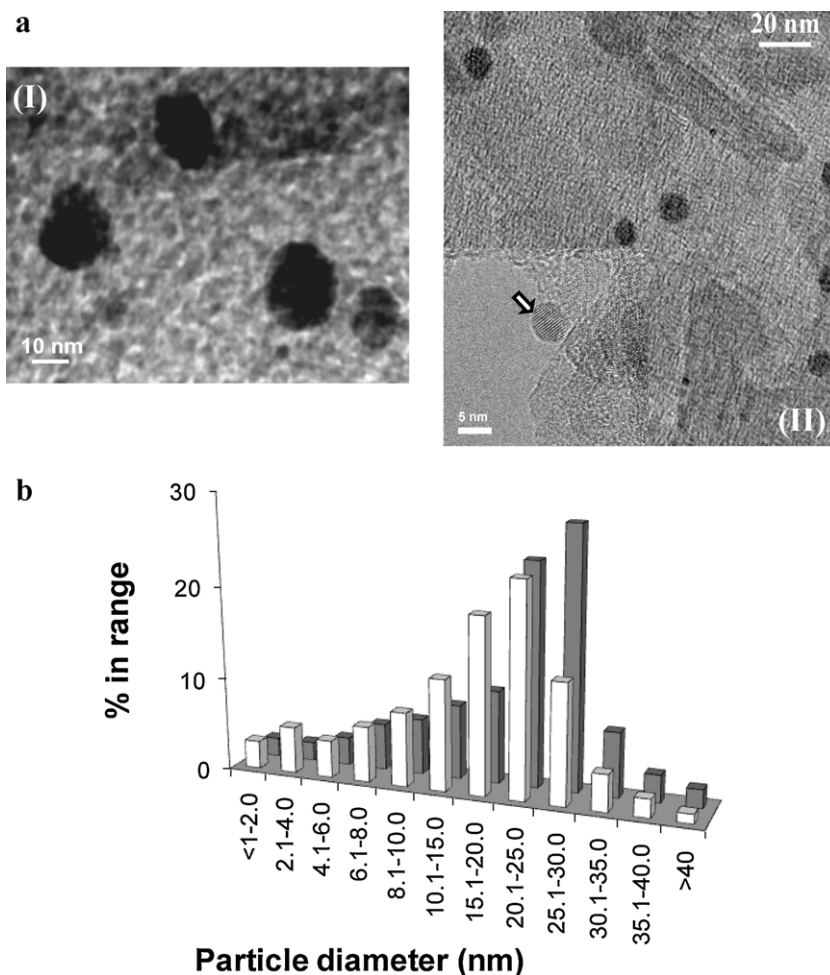 a
(I)
10 nm
20 nm
5 nm
(II)
b
% in range
30
20
10
0
<1-2.0
2.1-4.0
4.1-6.0
6.1-8.0
8.1-10.0
10.1-15.0
15.1-20.0
20.1-25.0
25.1-30.0
30.1-35.0
35.1-40.0
>40
Particle diameter (nm)